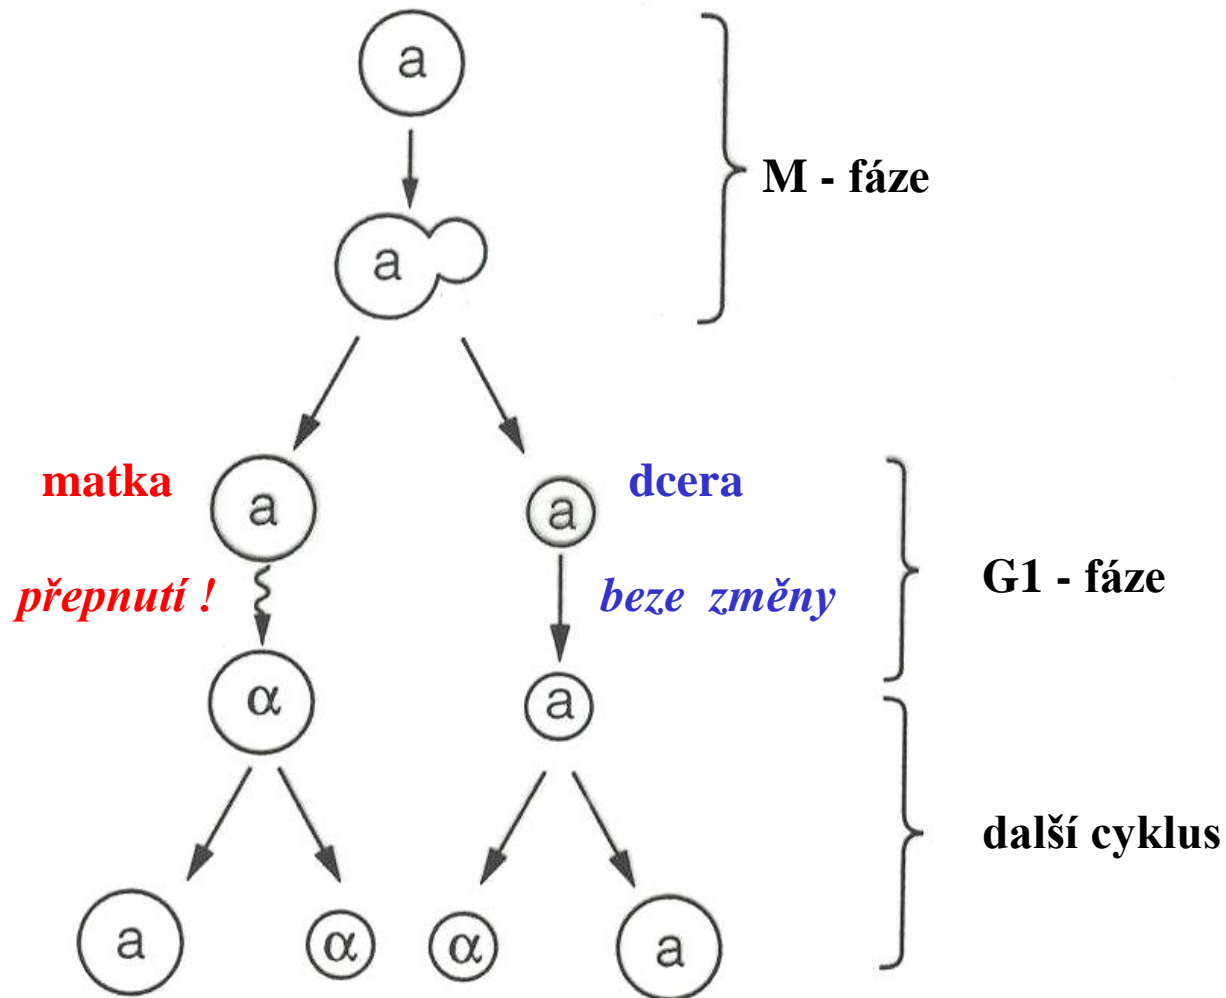 a
M - fáze
a
matka
a
a
dcera
přepnutí !
beze změny
G1 - fáze
α
a
další cyklus
a
α
α
a